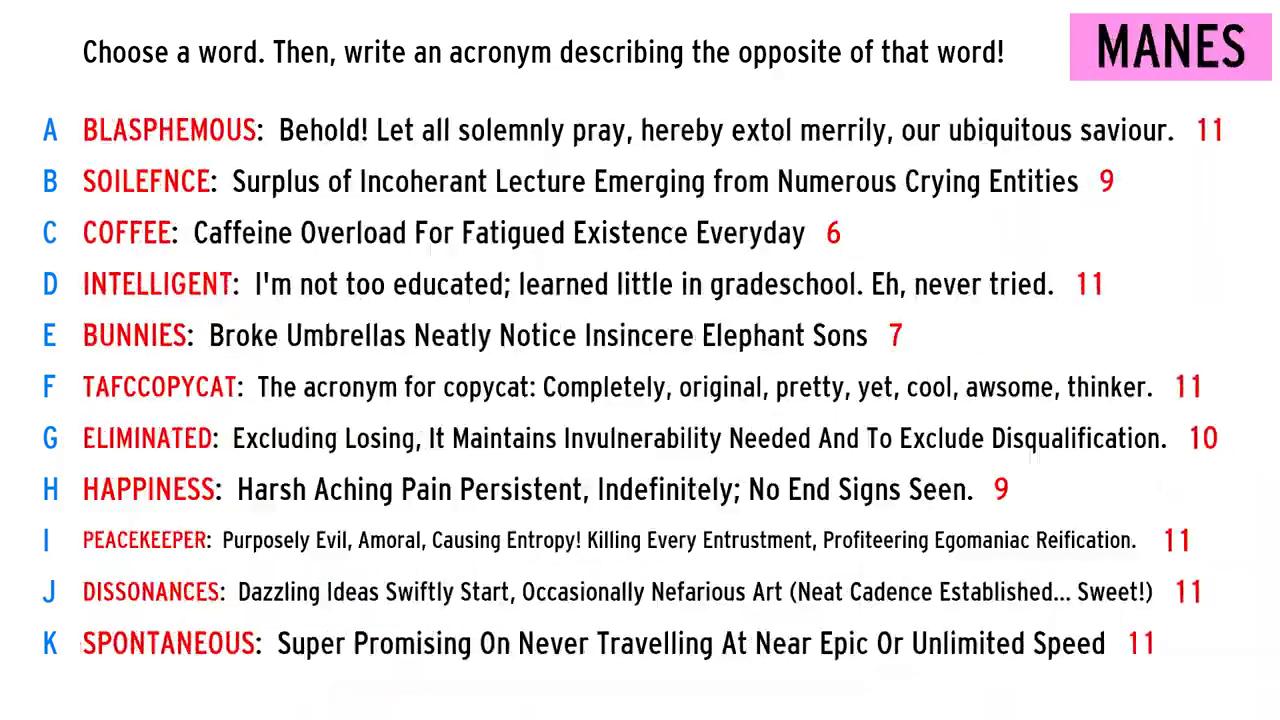 Choose a word. Then, write an acronym describing the opposite of that word!
MANES
A BLASPHEMOUS: Behold! Let all solemnly pray, hereby extol merrily, our ubiquitous saviour. 11
B SOILEFNCE: Surplus of Incoherant Lecture Emerging from Numerous Crying Entities 9
C COFFEE: Caffeine Overload For Fatigued Existence Everyday 6
D INTELLIGENT: I'm not too educated; learned little in gradeschool. Eh, never tried. 11
E BUNNIES: Broke Umbrellas Neatly Notice Insincere Elephant Sons 7
F TAFCCOPYCAT: The acronym for copycat: Completely, original, pretty, yet, cool, awsome, thinker. 11
G ELIMINATED: Excluding Losing, It Maintains Invulnerability Needed And To Exclude Disqualification. 10
H HAPPINESS: Harsh Aching Pain Persistent, Indefinitely; No End Signs Seen. 9
I PEACEKEEPER: Purposely Evil, Amoral, Causing Entropy! Killing Every Entrustment, Profiteering Egomaniac Reification. 11
J DISSONANCES: Dazzling Ideas Swiftly Start, Occasionally Nefarious Art (Neat Cadence Established... Sweet!) 11
K SPONTANEOUS: Super Promising On Never Travelling At Near Epic Or Unlimited Speed 11